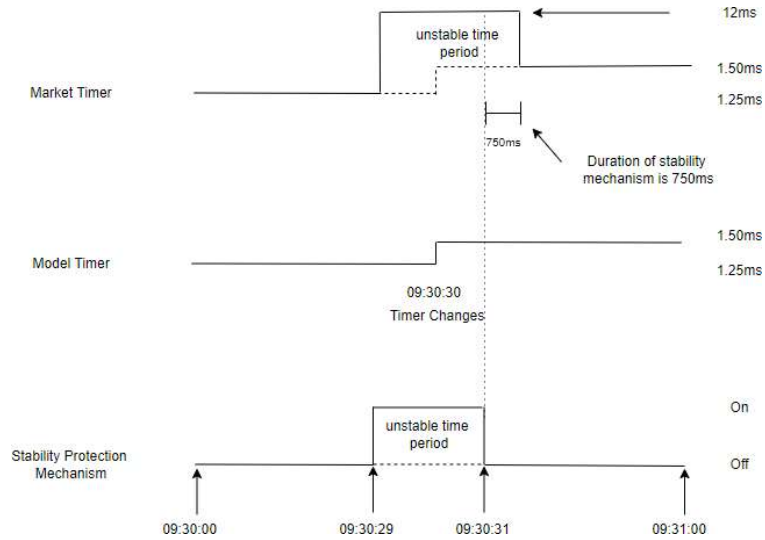 12ms
unstable time
period
1.50ms
Market Timer
1.25ms
750ms
Duration of stability
mechanism is 750ms
1.50ms
Model Timer
1.25ms
09:30:30
Timer Changes
On
unstable time
period
Stability Protection
Mechanism
Off
09:30:00
09:30:29
09:30:31
09:31:00